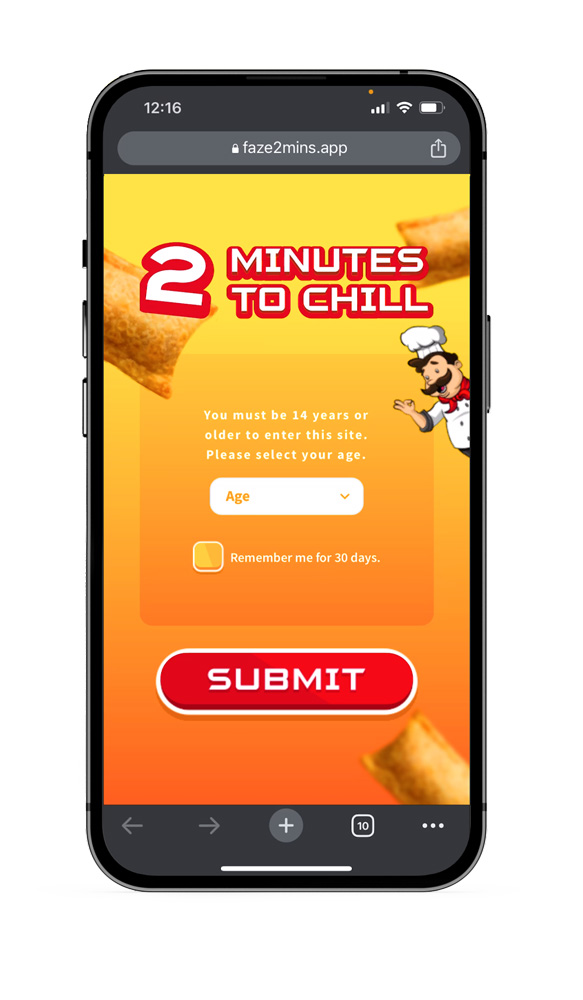 12:16
faze2mins.app
2 MINUTES
TO CHILL
You must be 14 years or
older to enter this site.
Please select your age.
Age
Remember me for 30 days.
SUBMIT
10